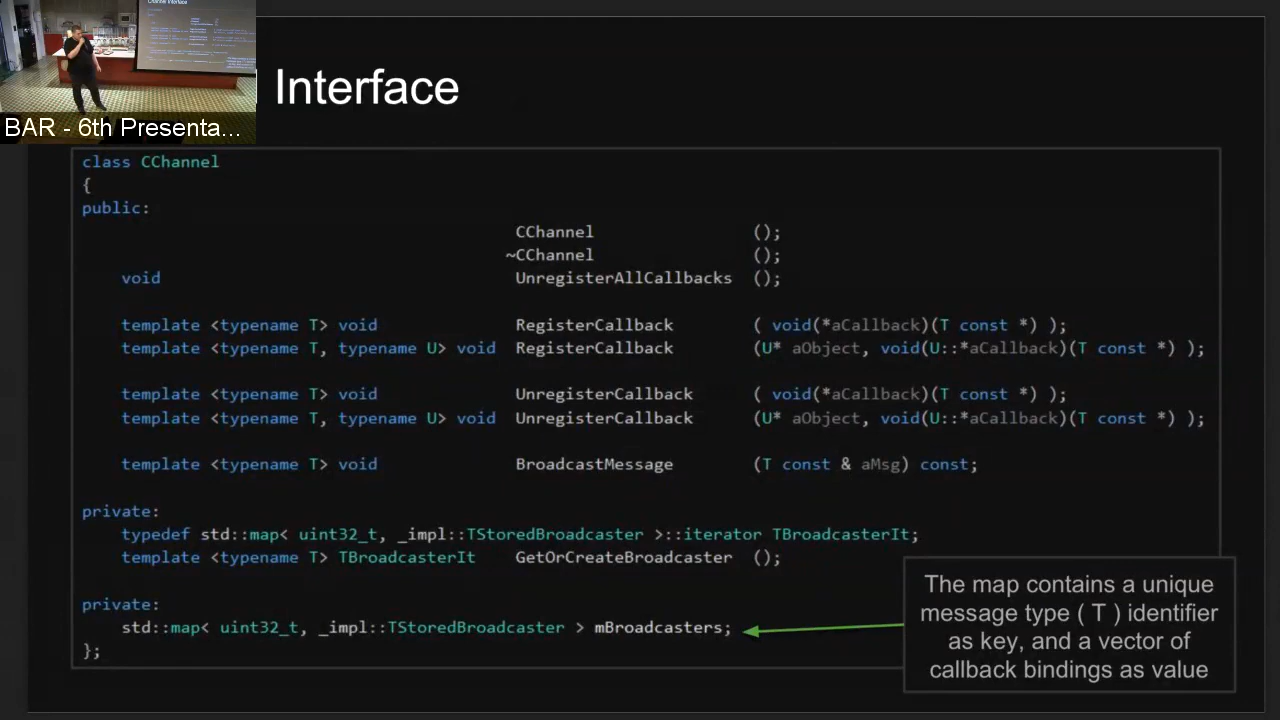 Channel Interface
BAR - 6th Presenta...
Interface
class CChannel
{
public:
CChannel ();
~CChannel ();
void UnregisterAllCallbacks ();
template <typename T> void RegisterCallback ( void(*aCallback)(T const *) );
template <typename T, typename U> void RegisterCallback (U* aObject, void(U::*aCallback)(T const *) );
template <typename T> void UnregisterCallback ( void(*aCallback)(T const *) );
template <typename T, typename U> void UnregisterCallback (U* aObject, void(U::*aCallback)(T const *) );
template <typename T> void BroadcastMessage (T const & aMsg) const;
private:
typedef std::map< uint32_t, _impl::TStoredBroadcaster >::iterator TBroadcasterIt;
template <typename T> TBroadcasterIt GetOrCreateBroadcaster ();
private:
std::map< uint32_t, _impl::TStoredBroadcaster > mBroadcasters;
};
The map contains a unique
message type ( T ) identifier
as key, and a vector of
callback bindings as value